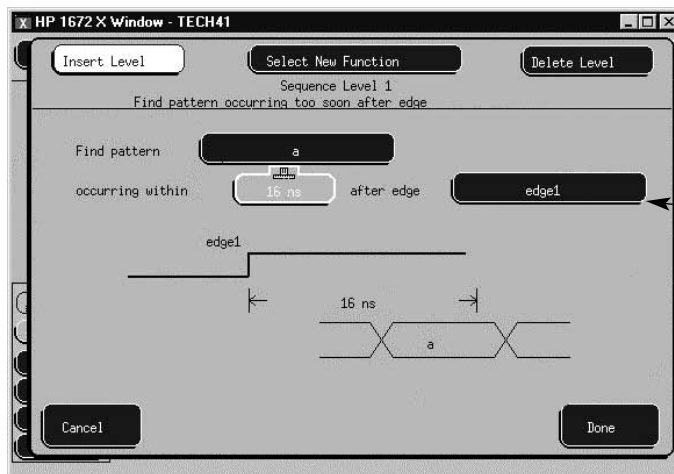 HP 1672 X Window - TECH41
Insert Level
Select New Function
Delete Level
Sequence Level 1
Find pattern occurring too soon after edge
Find pattern
a
occurring within
16 ns
after edge
edge1
edge1
16 ns
a
Cancel
Done